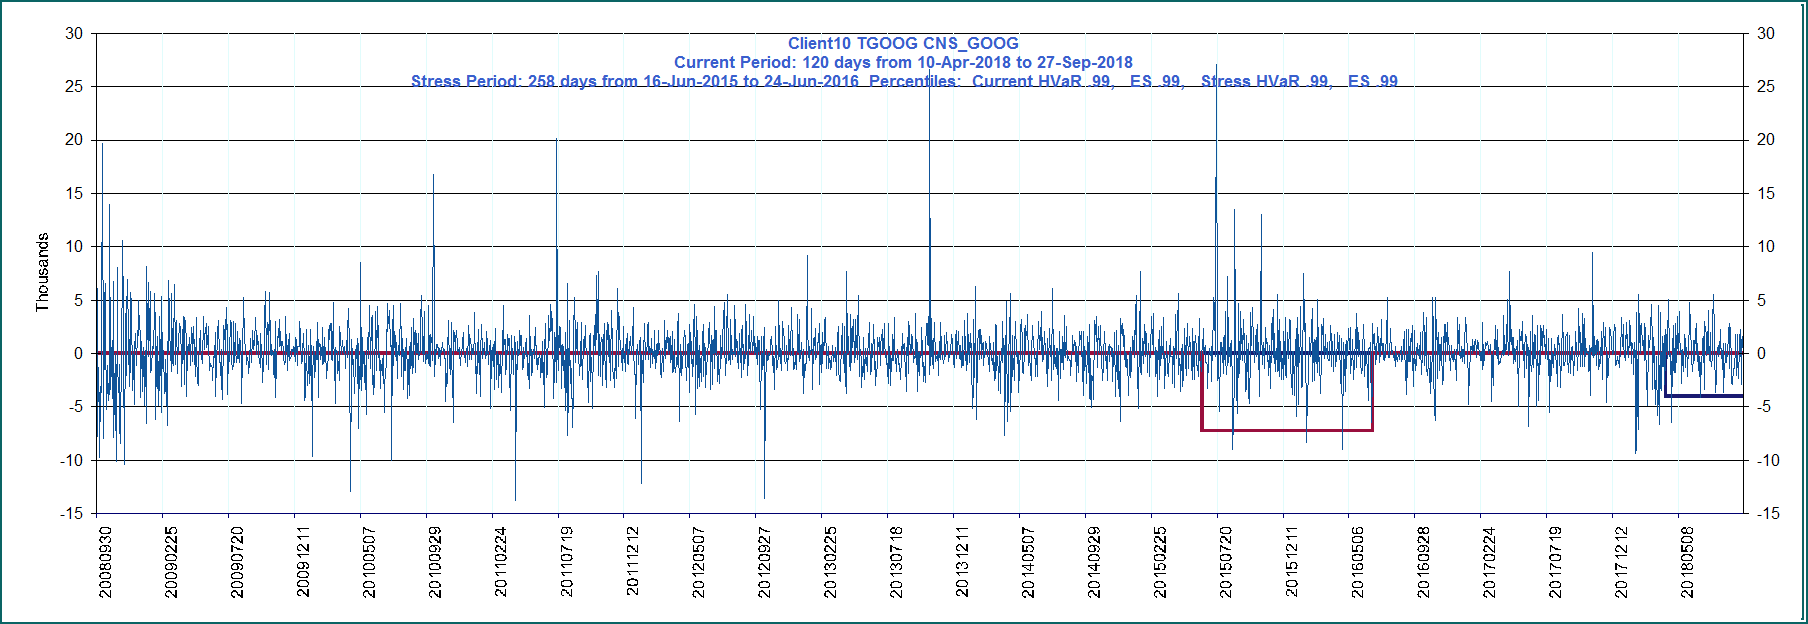 Client10 TGOOG CNS_GOOG
Current Period: 120 days from 10-Apr-2018 to 27-Sep-2018
Stress Period: 258 days from 16-Jun-2015 to 24-Jun-2016 Percentiles: Current HVaR .99, ES .99, Stress HVaR .99, ES .99
30 30
25 25
20 20
15 15
10 10
5 5
0 0
-5 -5
-10 -10
-15 -15
Thousands
20080930 20090225 20090720 20091211 20100507 20100929 20110224 20110719 20111212 20120507 20120927 20130225 20130718 20131211 20140507 20140929 20150225 20150720 20151211 20160506 20160928 20170224 20170719 20171212 20180508